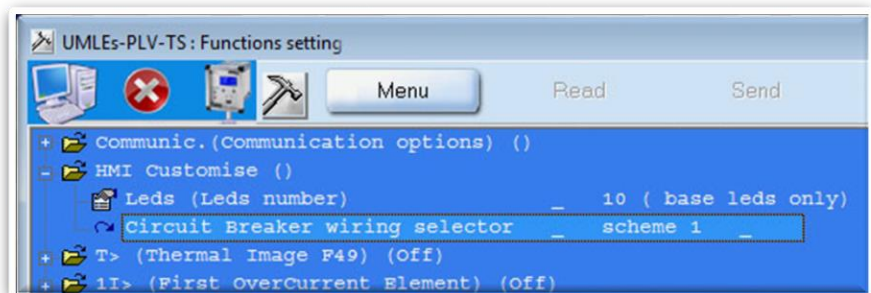 UMLEs-PLV-TS : Functions setting
Menu Read Send
Communic.(Communication options) ()
HMI Customise ()
Leds (Leds number) _ 10 ( base leds only)
Circuit Breaker wiring selector _ scheme 1 _
T> (Thermal Image F49) (Off)
1I> (First OverCurrent Element) (Off)